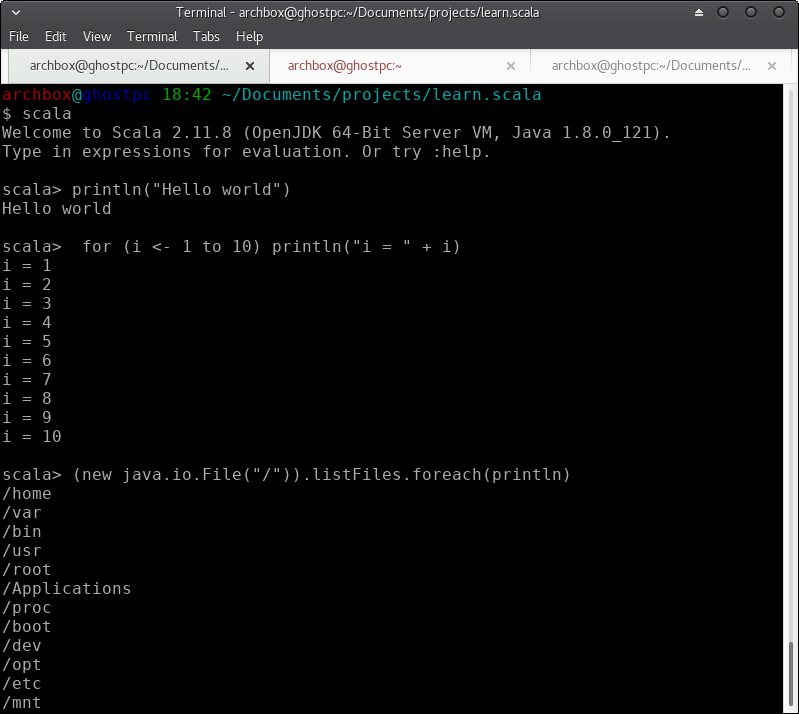 Terminal - archbox@ghostpc:~/Documents/projects/learn.scala
File Edit View Terminal Tabs Help
archbox@ghostpc:~/Documents/... archbox@ghostpc:~ archbox@ghostpc:~/Documents/...
archbox@ghostpc 18:42 ~/Documents/projects/learn.scala
$ scala
Welcome to Scala 2.11.8 (OpenJDK 64-Bit Server VM, Java 1.8.0_121).
Type in expressions for evaluation. Or try :help.
scala> println("Hello world")
Hello world
scala>  for (i <- 1 to 10) println("i = " + i)
i = 1
i = 2
i = 3
i = 4
i = 5
i = 6
i = 7
i = 8
i = 9
i = 10
scala> (new java.io.File("/")).listFiles.foreach(println)
/home
/var
/bin
/usr
/root
/Applications
/proc
/boot
/dev
/opt
/etc
/mnt